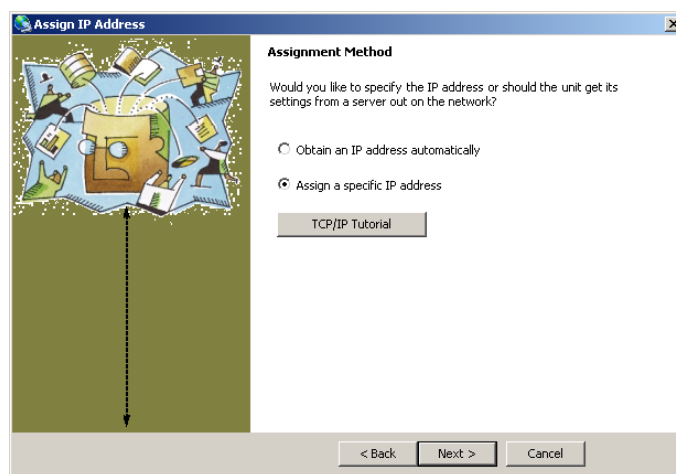 Assign IP Address
Assignment Method
Would you like to specify the IP address or should the unit get its
settings from a server out on the network?
Obtain an IP address automatically
Assign a specific IP address
TCP/IP Tutorial
< Back
Next >
Cancel